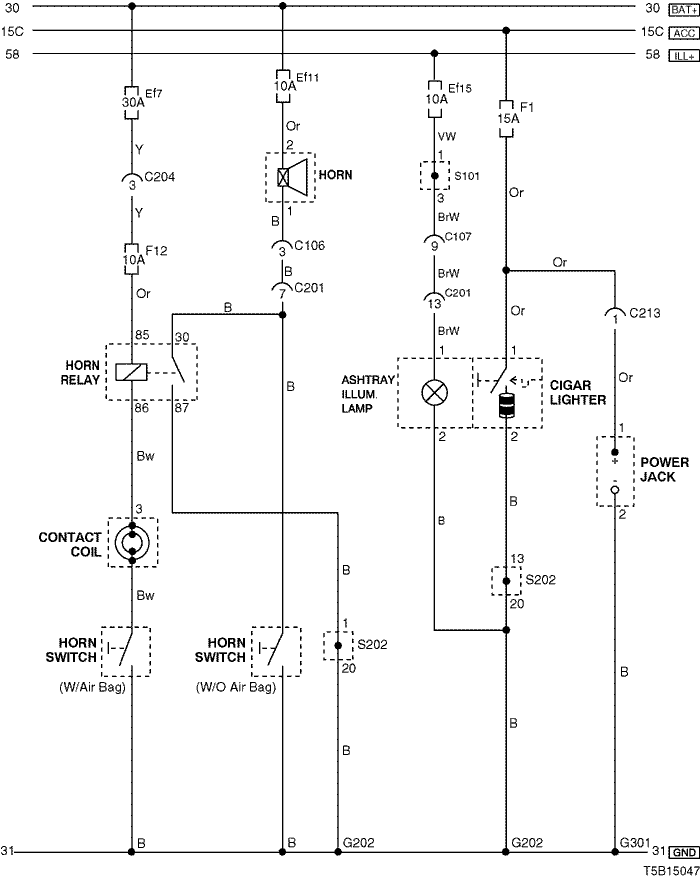 30 30 BAT+
15C 15C ACC
58 58 ILL+
Ef7
30A
Ef11
10A
Ef15
10A
F1
15A
Y
Or
VW
2
HORN
1
S101
3
C204
3
Y
1
B
BrW
Or
C106
3
C107
9
F12
10A
B
BrW
Or
C201
7
C201
13
Or
B
Or
C213
1
BrW
85 30
HORN
RELAY
86 87
1
1
ASHTRAY
ILLUM.
LAMP
CIGAR
LIGHTER
2
2
B
Or
1
POWER
JACK
+
-
2
Bw
3
CONTACT
COIL
Bw
B
B
13
S202
20
B
1
S202
20
HORN
SWITCH
(W/Air Bag)
HORN
SWITCH
(W/O Air Bag)
B
B
B
31 B B G202 G202 G301 31 GND
T5B15047